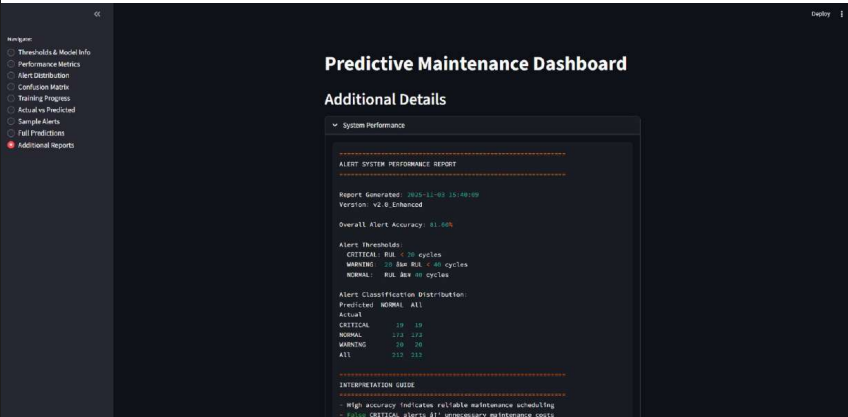 Deploy
Navigate:
Thresholds & Model Info
Performance Metrics
Alert Distribution
Confusion Matrix
Training Progress
Actual vs Predicted
Sample Alerts
Full Predictions
Additional Reports
Predictive Maintenance Dashboard
Additional Details
System Performance
============================================================
ALERT SYSTEM PERFORMANCE REPORT
============================================================
Report Generated: 2025-11-03 15:40:09
Version: v2.0_Enhanced
Overall Alert Accuracy: 81.60%
Alert Thresholds:
CRITICAL: RUL < 20 cycles
WARNING: 20 ≤ RUL < 40 cycles
NORMAL: RUL ≥ 40 cycles
Alert Classification Distribution:
Predicted NORMAL All
Actual
CRITICAL 19 19
NORMAL 173 173
WARNING 20 20
All 212 212
============================================================
INTERPRETATION GUIDE
============================================================
- High accuracy indicates reliable maintenance scheduling
- False CRITICAL alerts â†' unnecessary maintenance costs